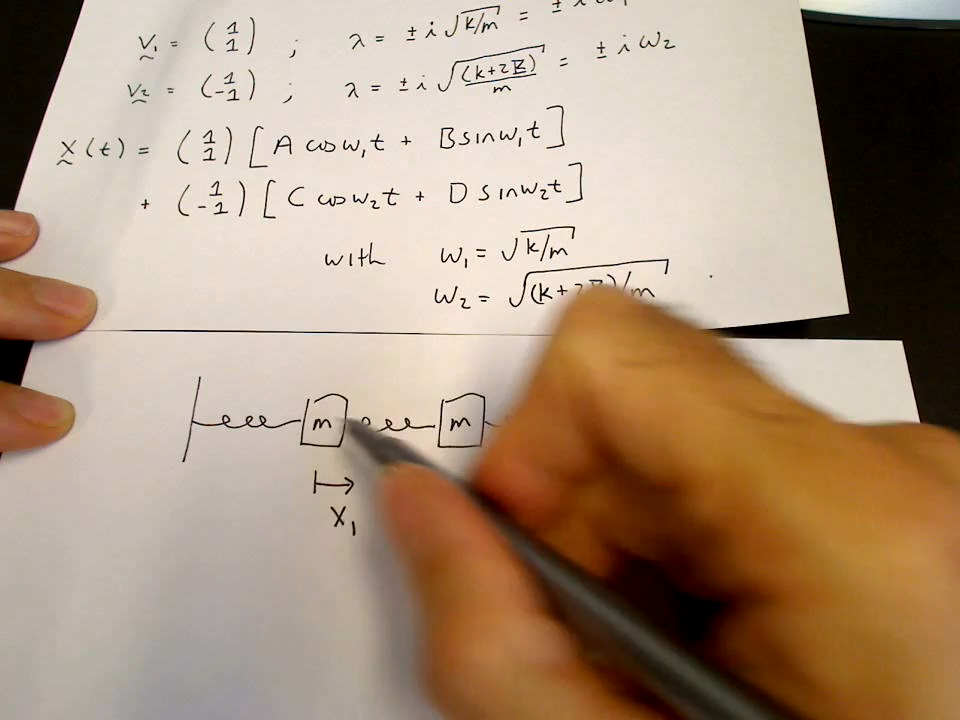 v₁ = (1 1) ; λ = ± i √k/m = ± i
v₂ = (1 -1) ; λ = ± i √(k+2K)/m = ± i ω₂
x(t) = (1 1) [A cos ω₁t + B sin ω₁t]
+ (1 -1) [C cos ω₂t + D sin ω₂t]
with ω₁ = √k/m
ω₂ = √(k+2K)/m
m m
x₁